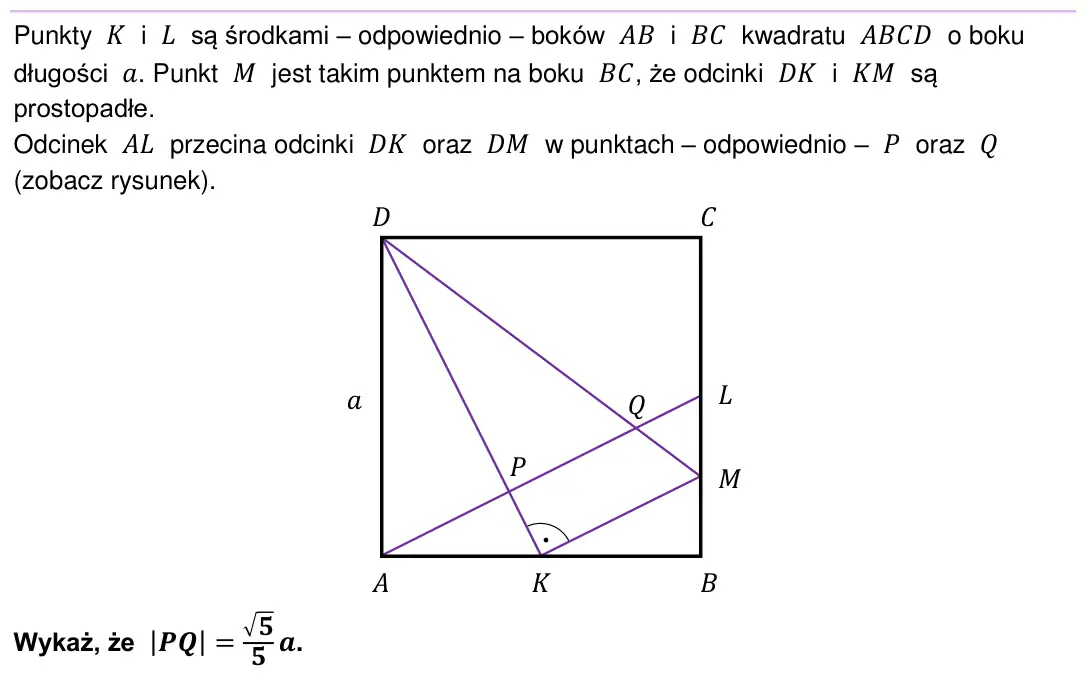 Punkty K i L są środkami – odpowiednio – boków AB i BC kwadratu ABCD o boku
długości a. Punkt M jest takim punktem na boku BC, że odcinki DK i KM są
prostopadłe.
Odcinek AL przecina odcinki DK oraz DM w punktach – odpowiednio – P oraz Q
(zobacz rysunek).
D
C
a
L
Q
P
M
A
K
B
Wykaż, że |PQ| = √5/5 a.